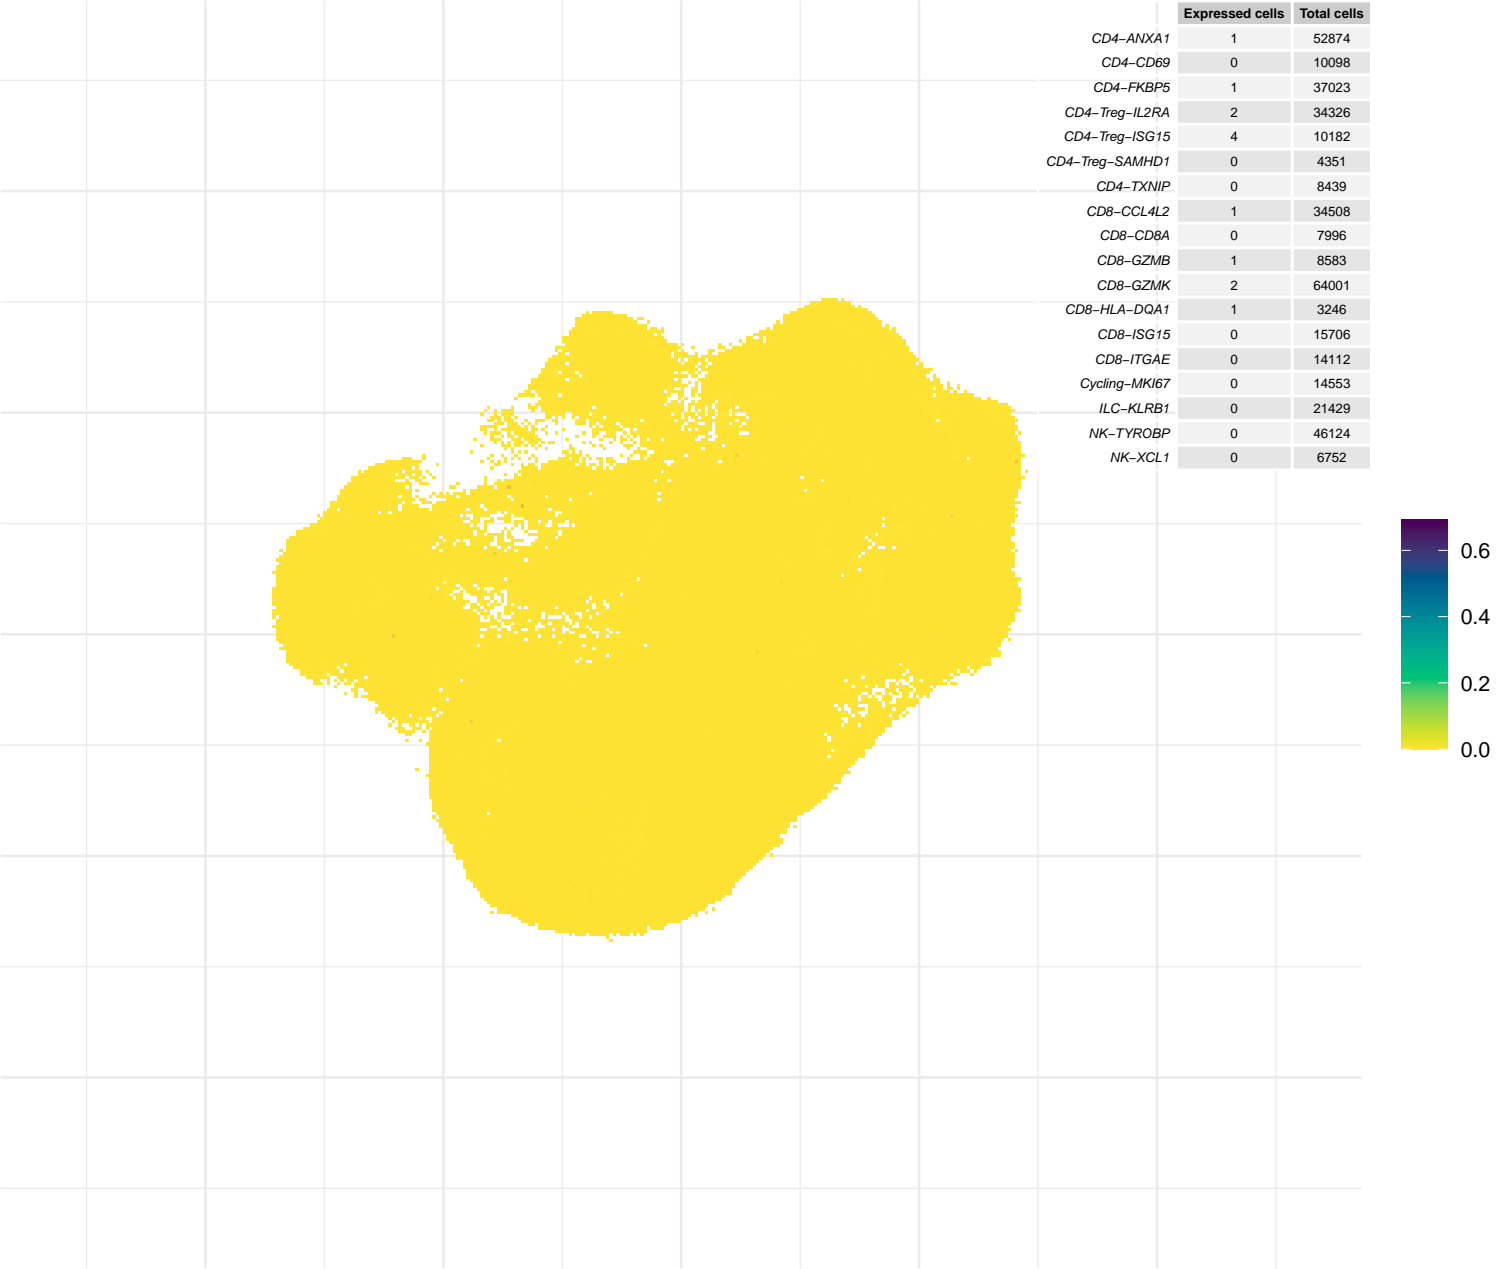 Expressed cells Total cells
CD4−ANXA1 1 52874
CD4−CD69 0 10098
CD4−FKBP5 1 37023
CD4−Treg−IL2RA 2 34326
CD4−Treg−ISG15 4 10182
CD4−Treg−SAMHD1 0 4351
CD4−TXNIP 0 8439
CD8−CCL4L2 1 34508
CD8−CD8A 0 7996
CD8−GZMB 1 8583
CD8−GZMK 2 64001
CD8−HLA−DQA1 1 3246
CD8−ISG15 0 15706
CD8−ITGAE 0 14112
Cycling−MKI67 0 14553
ILC−KLRB1 0 21429
NK−TYROBP 0 46124
NK−XCL1 0 6752
0.6
0.4
0.2
0.0